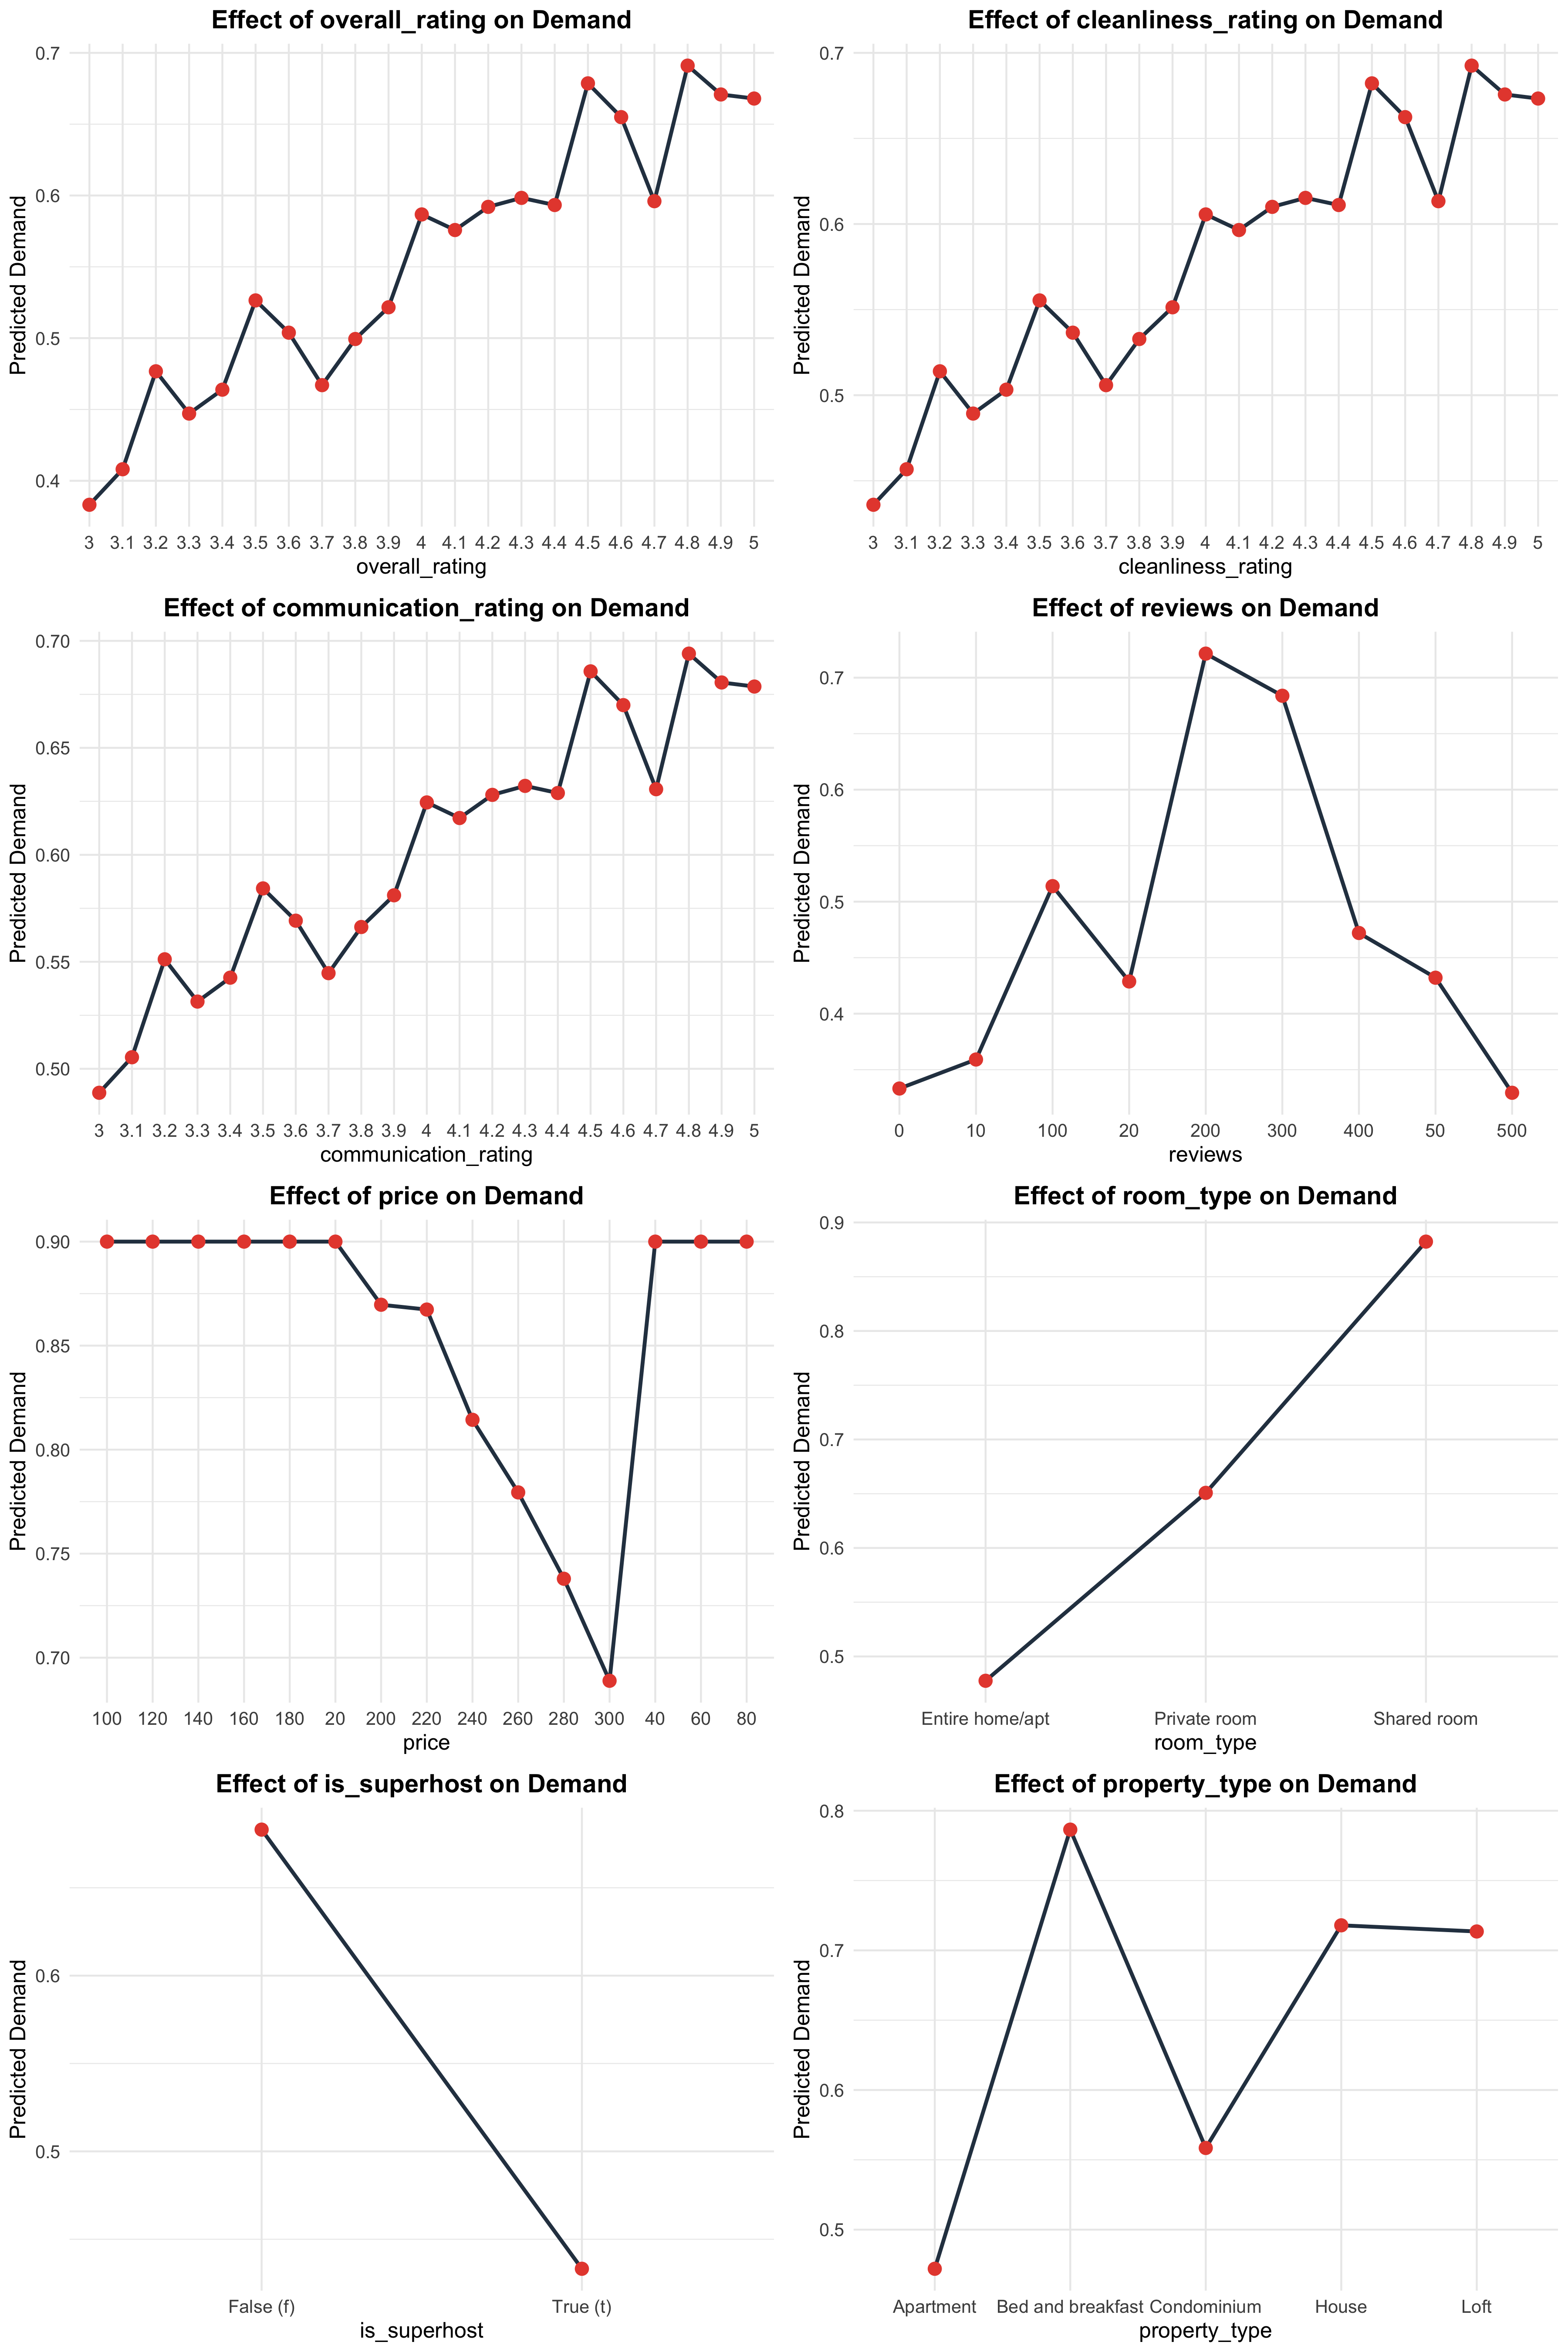 Effect of overall_rating on Demand
Predicted Demand
0.7
0.6
0.5
0.4
3 3.1 3.2 3.3 3.4 3.5 3.6 3.7 3.8 3.9 4 4.1 4.2 4.3 4.4 4.5 4.6 4.7 4.8 4.9 5
overall_rating
Effect of cleanliness_rating on Demand
Predicted Demand
0.7
0.6
0.5
3 3.1 3.2 3.3 3.4 3.5 3.6 3.7 3.8 3.9 4 4.1 4.2 4.3 4.4 4.5 4.6 4.7 4.8 4.9 5
cleanliness_rating
Effect of communication_rating on Demand
Predicted Demand
0.70
0.65
0.60
0.55
0.50
3 3.1 3.2 3.3 3.4 3.5 3.6 3.7 3.8 3.9 4 4.1 4.2 4.3 4.4 4.5 4.6 4.7 4.8 4.9 5
communication_rating
Effect of reviews on Demand
Predicted Demand
0.7
0.6
0.5
0.4
0 10 100 20 200 300 400 50 500
reviews
Effect of price on Demand
Predicted Demand
0.90
0.85
0.80
0.75
0.70
100 120 140 160 180 20 200 220 240 260 280 300 40 60 80
price
Effect of room_type on Demand
Predicted Demand
0.9
0.8
0.7
0.6
0.5
Entire home/apt Private room Shared room
room_type
Effect of is_superhost on Demand
Predicted Demand
0.6
0.5
False (f) True (t)
is_superhost
Effect of property_type on Demand
Predicted Demand
0.8
0.7
0.6
0.5
Apartment Bed and breakfast Condominium House Loft
property_type